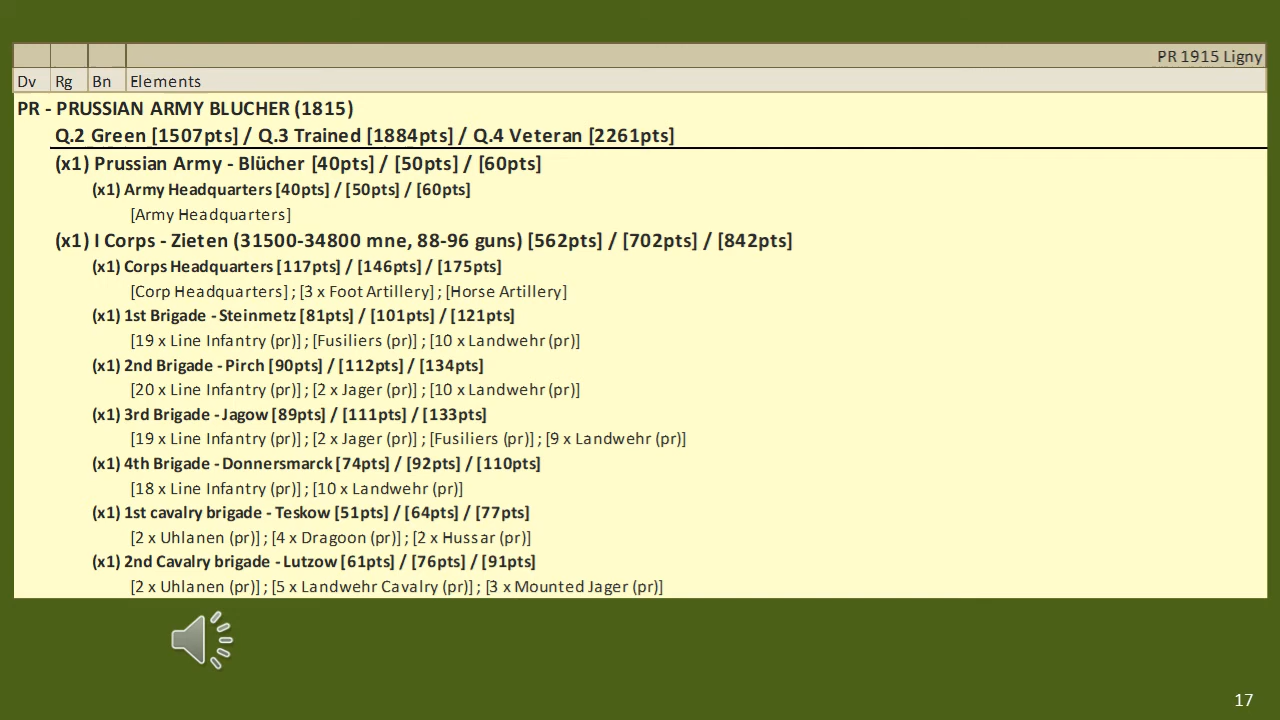 PR 1915 Ligny
Dv Rg Bn Elements
PR - PRUSSIAN ARMY BLUCHER (1815)
Q.2 Green [1507pts] / Q.3 Trained [1884pts] / Q.4 Veteran [2261pts]
(x1) Prussian Army - Blücher [40pts] / [50pts] / [60pts]
(x1) Army Headquarters [40pts] / [50pts] / [60pts]
[Army Headquarters]
(x1) I Corps - Zieten (31500-34800 mne, 88-96 guns) [562pts] / [702pts] / [842pts]
(x1) Corps Headquarters [117pts] / [146pts] / [175pts]
[Corp Headquarters] ; [3 x Foot Artillery] ; [Horse Artillery]
(x1) 1st Brigade - Steinmetz [81pts] / [101pts] / [121pts]
[19 x Line Infantry (pr)] ; [Fusiliers (pr)] ; [10 x Landwehr (pr)]
(x1) 2nd Brigade - Pirch [90pts] / [112pts] / [134pts]
[20 x Line Infantry (pr)] ; [2 x Jager (pr)] ; [10 x Landwehr (pr)]
(x1) 3rd Brigade - Jagow [89pts] / [111pts] / [133pts]
[19 x Line Infantry (pr)] ; [2 x Jager (pr)] ; [Fusiliers (pr)] ; [9 x Landwehr (pr)]
(x1) 4th Brigade - Donnersmarck [74pts] / [92pts] / [110pts]
[18 x Line Infantry (pr)] ; [10 x Landwehr (pr)]
(x1) 1st cavalry brigade - Teskow [51pts] / [64pts] / [77pts]
[2 x Uhlanen (pr)] ; [4 x Dragoon (pr)] ; [2 x Hussar (pr)]
(x1) 2nd Cavalry brigade - Lutzow [61pts] / [76pts] / [91pts]
[2 x Uhlanen (pr)] ; [5 x Landwehr Cavalry (pr)] ; [3 x Mounted Jager (pr)]
17